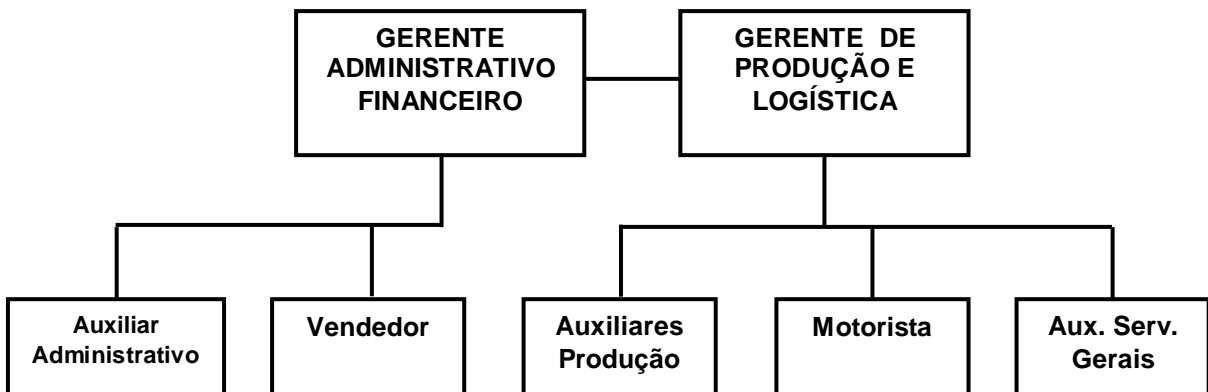 GERENTE
ADMINISTRATIVO
FINANCEIRO
GERENTE DE
PRODUÇÃO E
LOGÍSTICA
Auxiliar
Administrativo
Vendedor
Auxiliares
Produção
Motorista
Aux. Serv.
Gerais